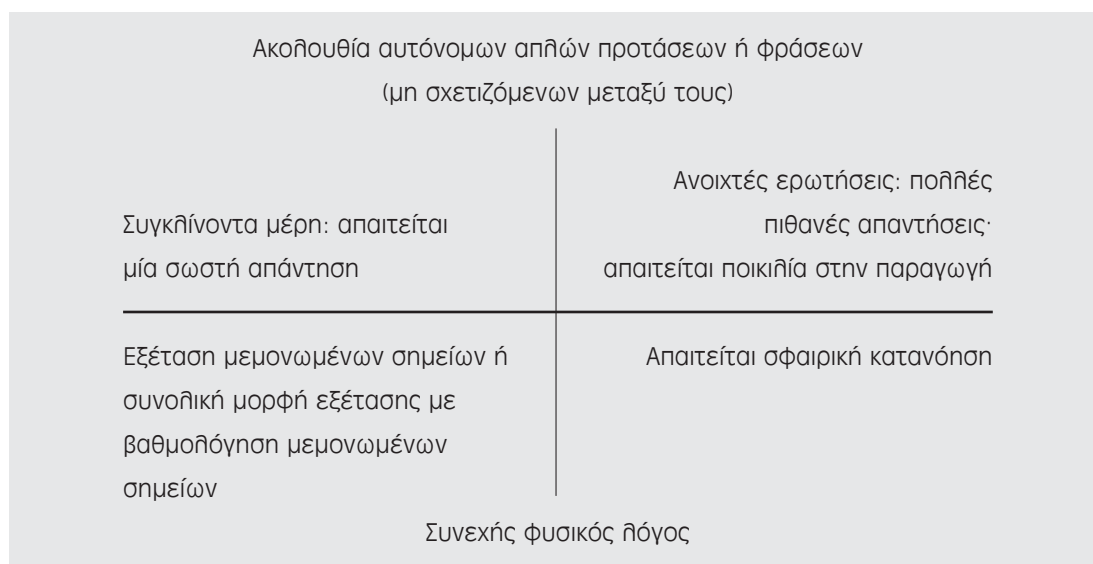 Ακολουθία αυτόνομων απλών προτάσεων ή φράσεων
(μη σχετιζόμενων μεταξύ τους)
Συγκλίνοντα μέρη: απαιτείται
μία σωστή απάντηση
Ανοιχτές ερωτήσεις: πολλές
πιθανές απαντήσεις·
απαιτείται ποικιλία στην παραγωγή
Εξέταση μεμονωμένων σημείων ή
συνολική μορφή εξέτασης με
βαθμολόγηση μεμονωμένων
σημείων
Απαιτείται σφαιρική κατανόηση
Συνεχής φυσικός λόγος